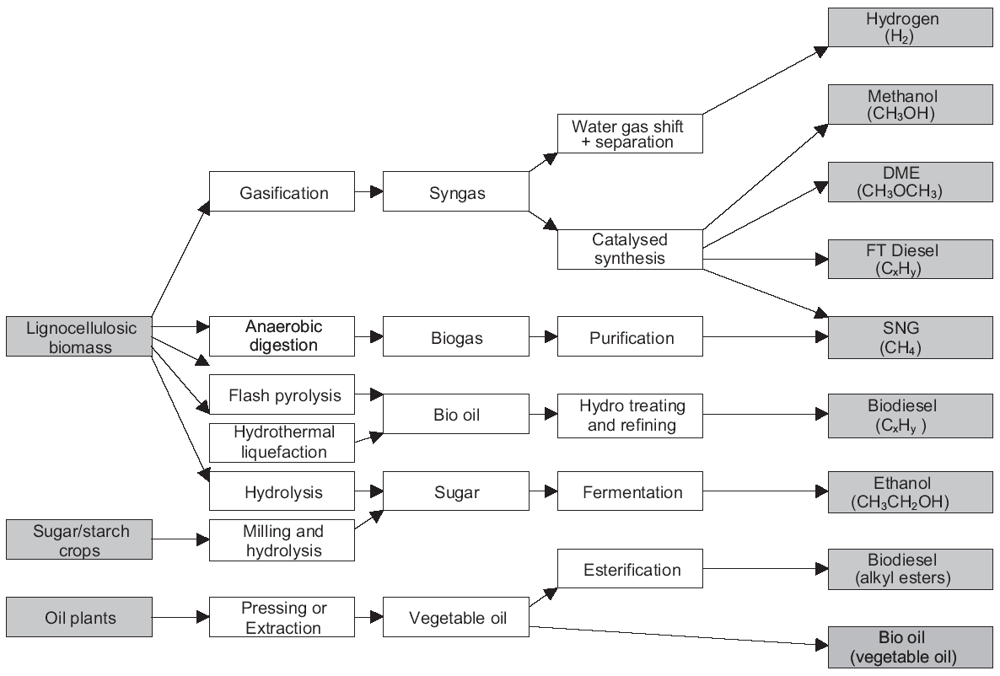 Hydrogen
(H₂)
Methanol
(CH₃OH)
Water gas shift
+ separation
DME
(CH₃OCH₃)
Gasification
Syngas
Catalysed
synthesis
FT Diesel
(CₓHᵧ)
Lignocellulosic
biomass
Anaerobic
digestion
Biogas
Purification
SNG
(CH₄)
Flash pyrolysis
Hydrothermal
liquefaction
Bio oil
Hydro treating
and refining
Biodiesel
(CₓHᵧ )
Hydrolysis
Sugar
Fermentation
Ethanol
(CH₃CH₂OH)
Sugar/starch
crops
Milling and
hydrolysis
Esterification
Biodiesel
(alkyl esters)
Oil plants
Pressing or
Extraction
Vegetable oil
Bio oil
(vegetable oil)